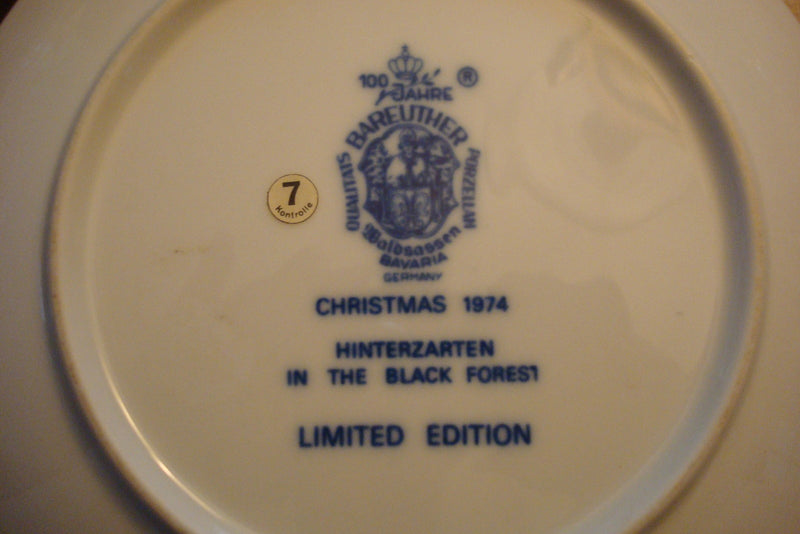 100
JAHRE
®
BAREUTHER
QUALITÄTS
PORZELLAN
Waldsassen
BAVARIA
GERMANY
7
Kontrolle
CHRISTMAS 1974
HINTERZARTEN
IN THE BLACK FOREST
LIMITED EDITION